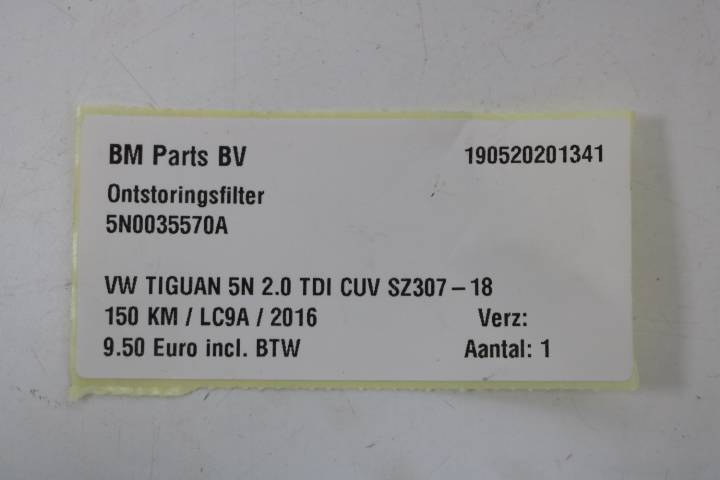 BM Parts BV 190520201341
Ontstoringsfilter
5N0035570A
VW TIGUAN 5N 2.0 TDI CUV SZ307-18
150 KM / LC9A / 2016 Verz:
9.50 Euro incl. BTW Aantal: 1